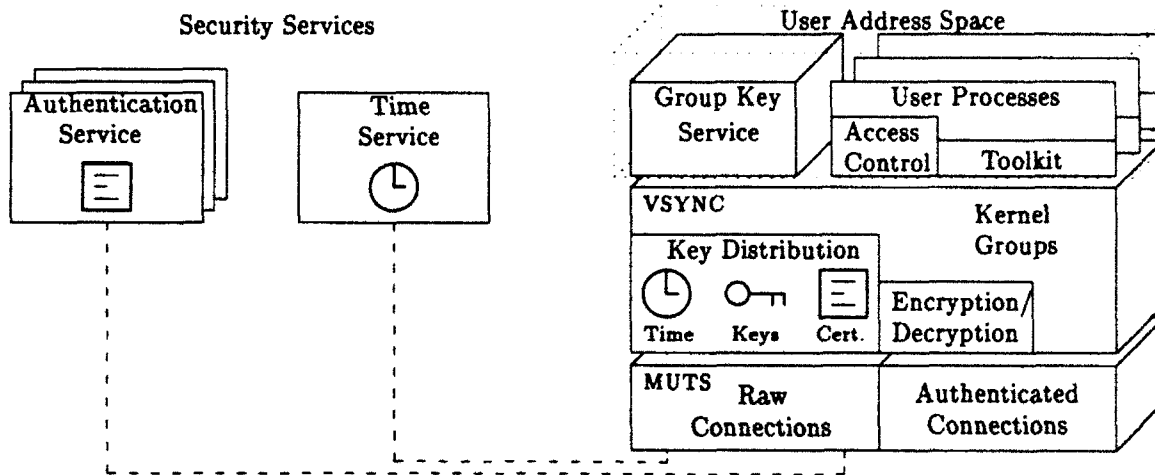 Security Services
User Address Space
Authentication
Service
Time
Service
Group Key
Service
User Processes
Access
Control
Toolkit
VSYNC
Kernel
Groups
Key Distribution
Time
Keys
Cert.
Encryption/
Decryption
MUTS
Raw
Connections
Authenticated
Connections